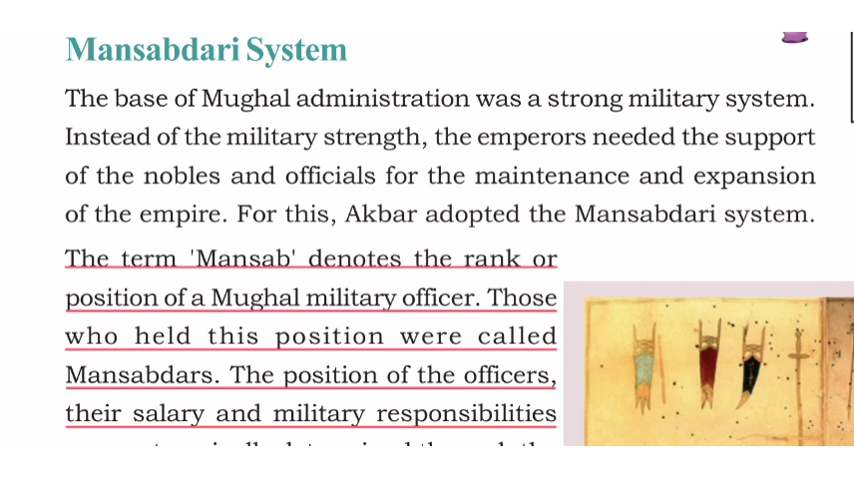 Mansabdari System
The base of Mughal administration was a strong military system.
Instead of the military strength, the emperors needed the support
of the nobles and officials for the maintenance and expansion
of the empire. For this, Akbar adopted the Mansabdari system.
The term 'Mansab' denotes the rank or
position of a Mughal military officer. Those
who held this position were called
Mansabdars. The position of the officers,
their salary and military responsibilities